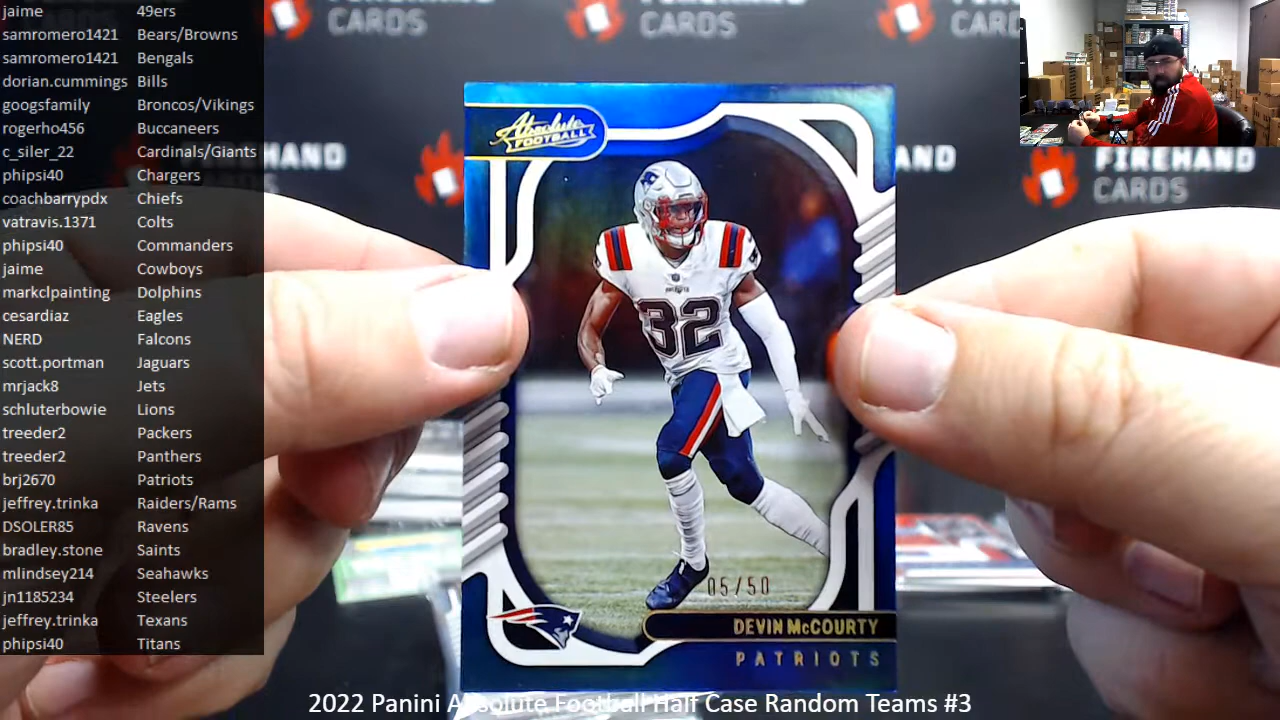 jaime 49ers
samromero1421 Bears/Browns
samromero1421 Bengals
dorian.cummings Bills
googsfamily Broncos/Vikings
rogerho456 Buccaneers
c_siler_22 Cardinals/Giants
phipsi40 Chargers
coachbarrypdx Chiefs
vatravis.1371 Colts
phipsi40 Commanders
jaime Cowboys
markclpainting Dolphins
cesardiaz Eagles
NERD Falcons
scott.portman Jaguars
mrjack8 Jets
schluterbowie Lions
treeder2 Packers
treeder2 Panthers
brj2670 Patriots
jeffrey.trinka Raiders/Rams
DSOLER85 Ravens
bradley.stone Saints
mlindsey214 Seahawks
jn1185234 Steelers
jeffrey.trinka Texans
phipsi40 Titans
CARDS
CARDS
CARDS
FIREHAND
CARDS
Absolute
FOOTBALL
32
05/50
DEVIN McCOURTY
PATRIOTS
2022 Panini Absolute Football Half Case Random Teams #3